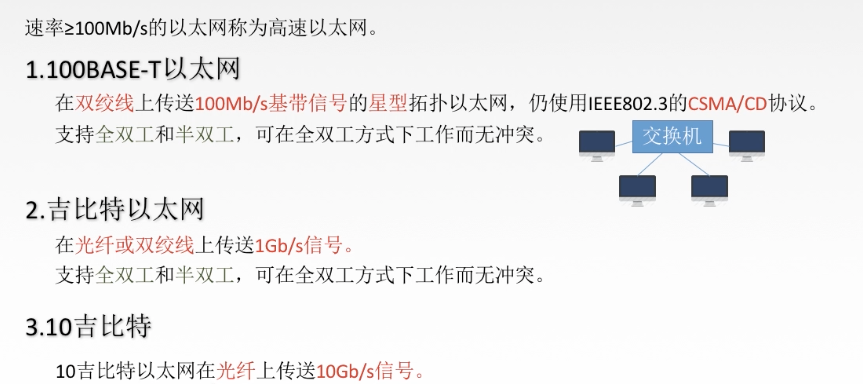 速率≥100Mb/s的以太网称为高速以太网。
1.100BASE-T以太网
在双绞线上传送100Mb/s基带信号的星型拓扑以太网，仍使用IEEE802.3的CSMA/CD协议。
支持全双工和半双工，可在全双工方式下工作而无冲突。
交换机
2.吉比特以太网
在光纤或双绞线上传送1Gb/s信号。
支持全双工和半双工，可在全双工方式下工作而无冲突。
3.10吉比特
10吉比特以太网在光纤上传送10Gb/s信号。